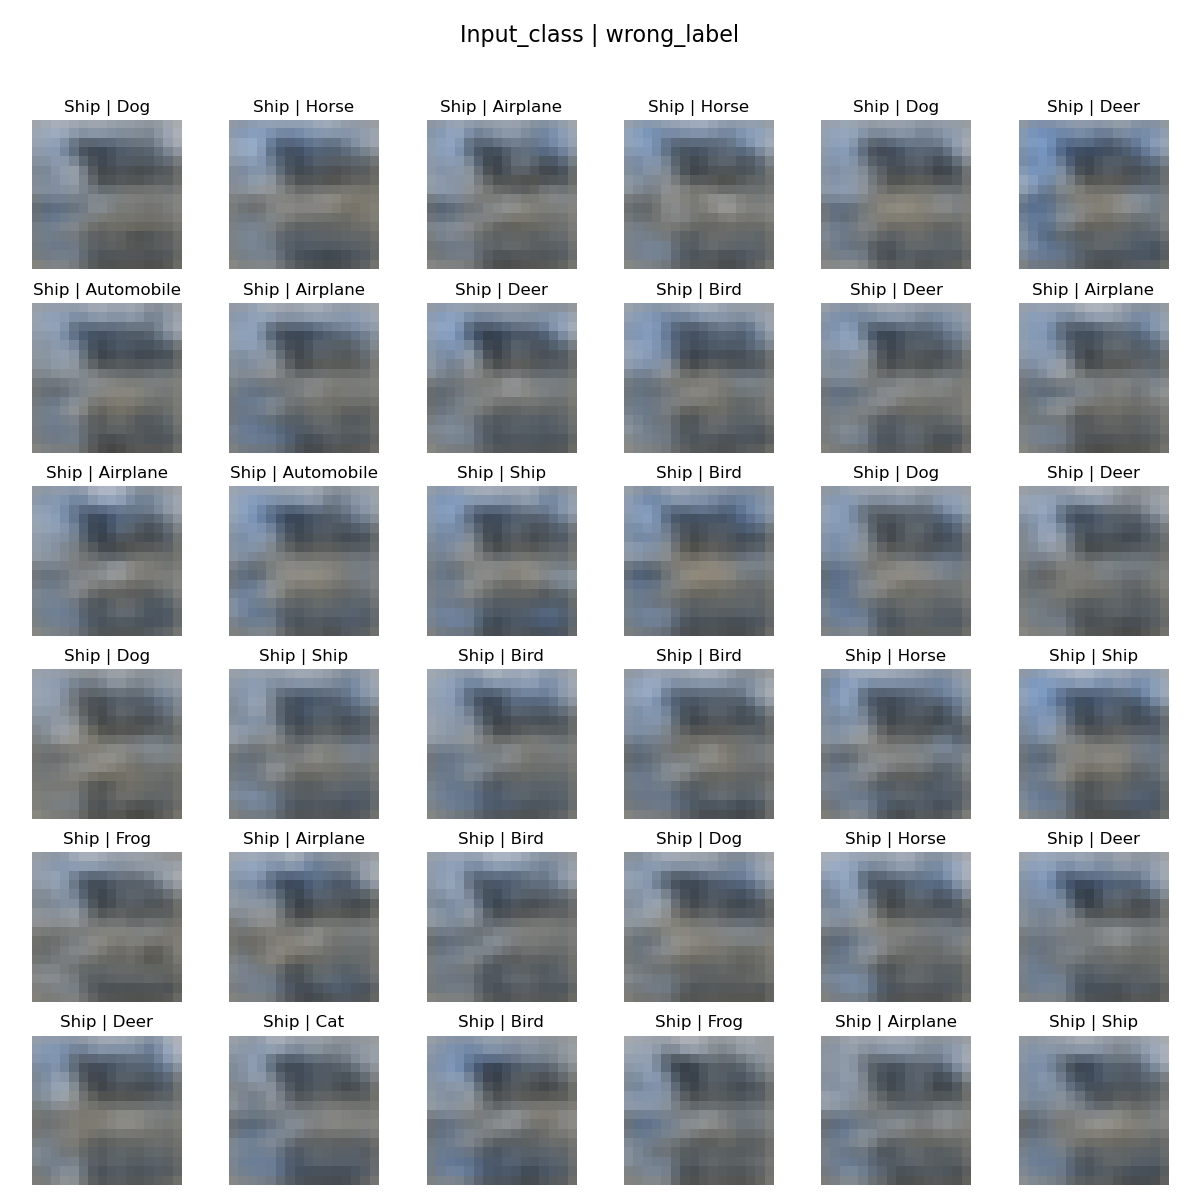 Input_class | wrong_label
Ship | Dog
Ship | Horse
Ship | Airplane
Ship | Horse
Ship | Dog
Ship | Deer
Ship | Automobile
Ship | Airplane
Ship | Deer
Ship | Bird
Ship | Deer
Ship | Airplane
Ship | Airplane
Ship | Automobile
Ship | Ship
Ship | Bird
Ship | Dog
Ship | Deer
Ship | Dog
Ship | Ship
Ship | Bird
Ship | Bird
Ship | Horse
Ship | Ship
Ship | Frog
Ship | Airplane
Ship | Bird
Ship | Dog
Ship | Horse
Ship | Deer
Ship | Deer
Ship | Cat
Ship | Bird
Ship | Frog
Ship | Airplane
Ship | Ship